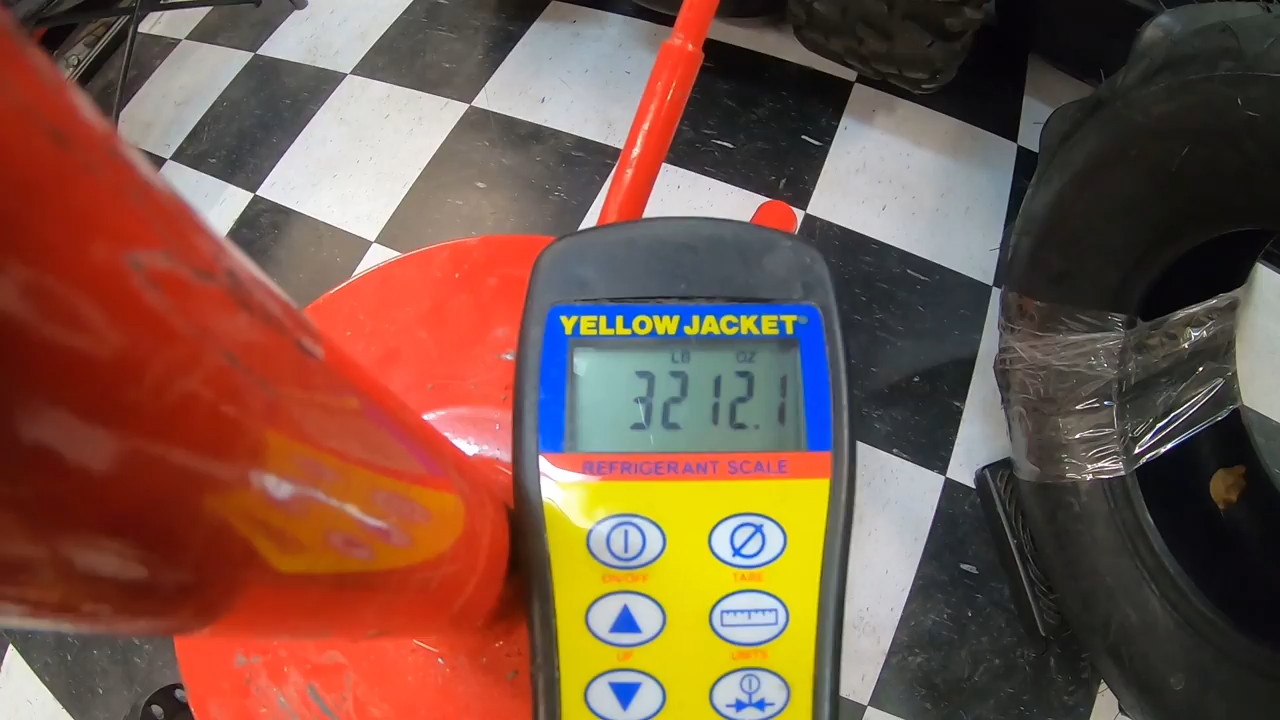 YELLOW JACKET®
LB OZ
32 12.1
REFRIGERANT SCALE
ON/OFF TARE
UP UNITS